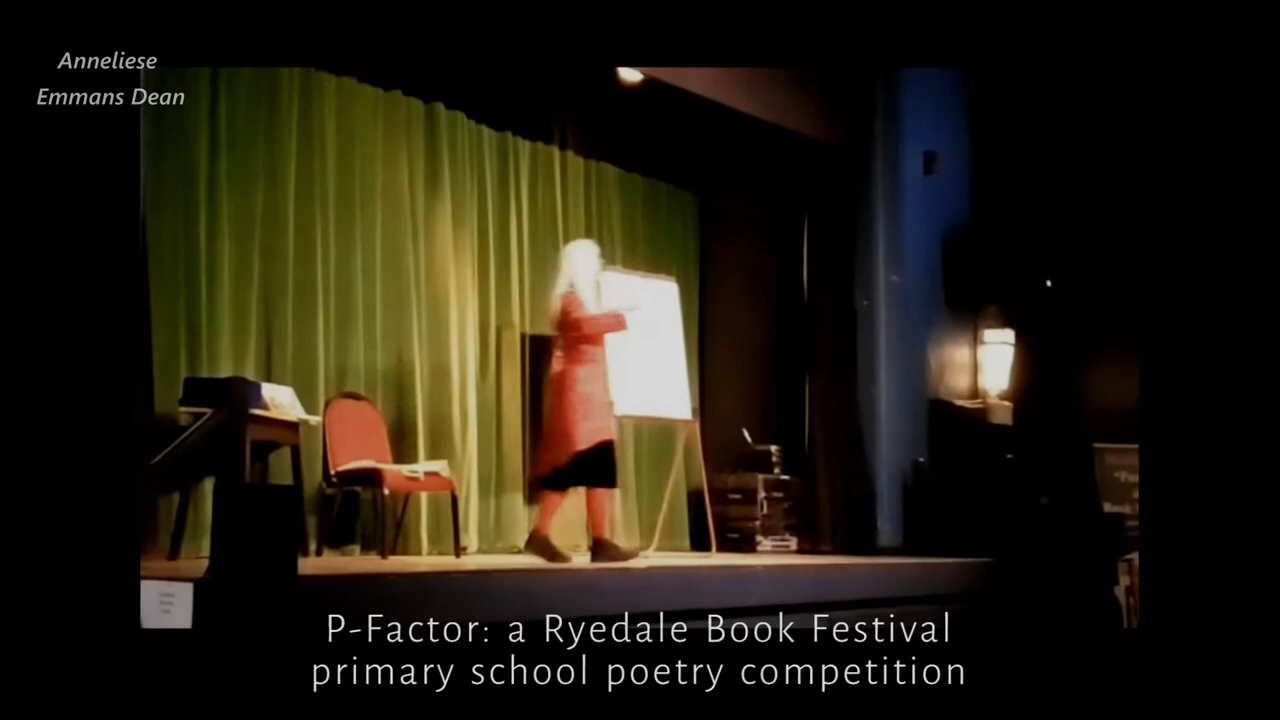 Anneliese
Emmans Dean
P-Factor: a Ryedale Book Festival
primary school poetry competition